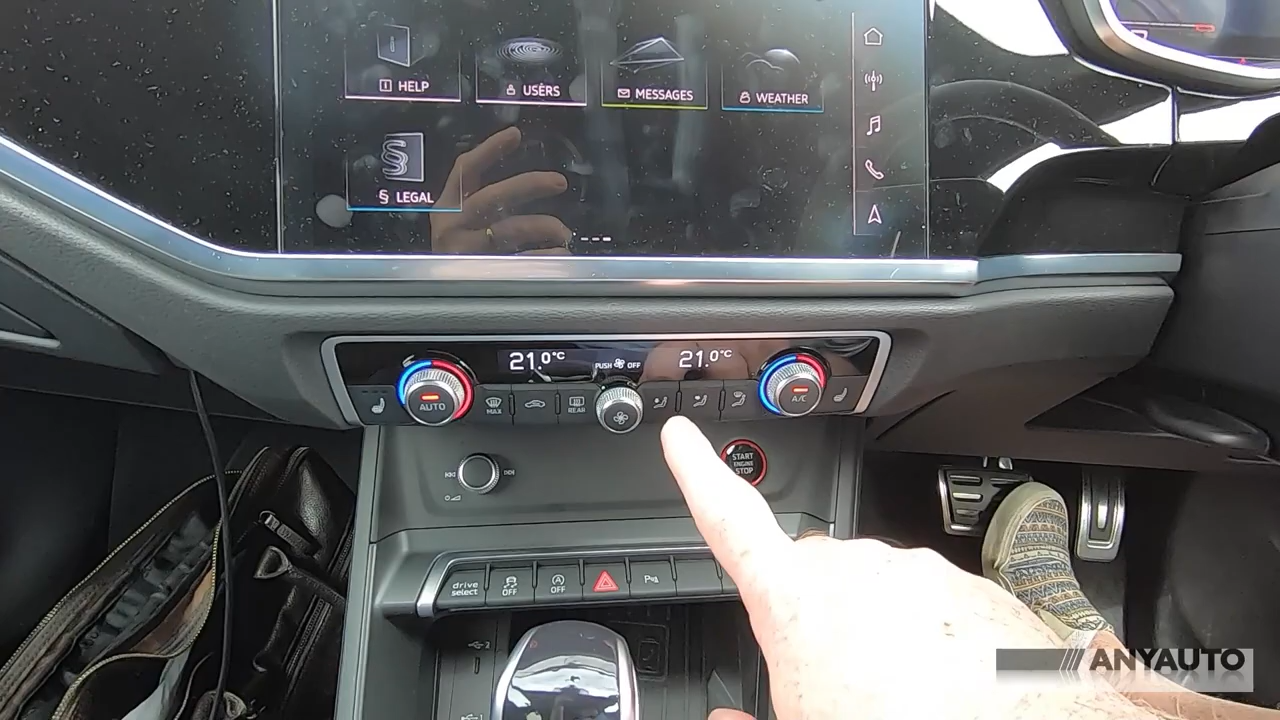 HELP
USERS
MESSAGES
WEATHER
§ LEGAL
21.0°C
PUSH OFF
21.0°C
AUTO
MAX
REAR
A/C
START
ENGINE
STOP
drive
select
OFF
OFF
P
2
ANYAUTO